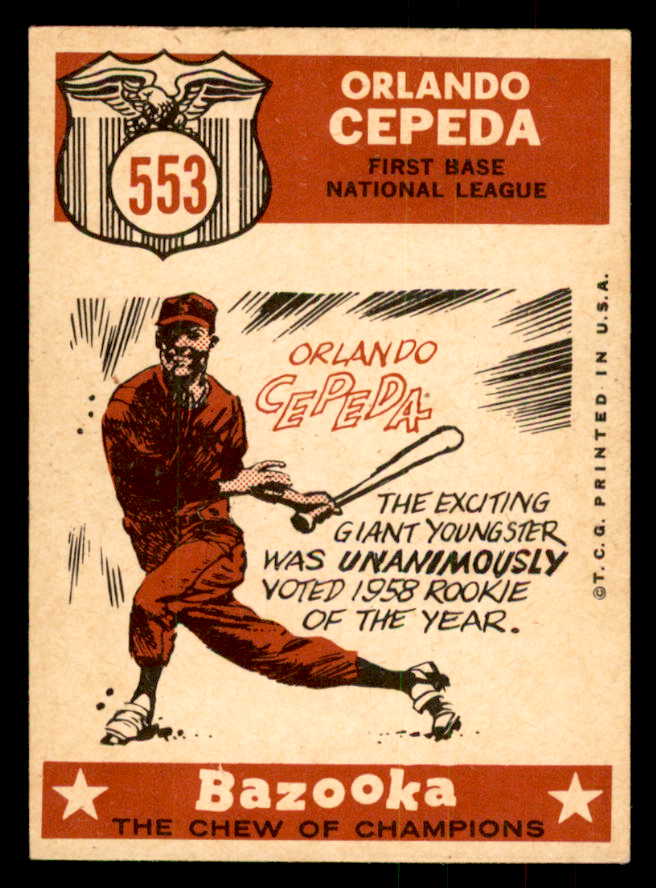 553
ORLANDO
CEPEDA
FIRST BASE
NATIONAL LEAGUE
ORLANDO
CEPEDA
THE EXCITING
GIANT YOUNGSTER
WAS UNANIMOUSLY
VOTED 1958 ROOKIE
OF THE YEAR.
©T.C.G. PRINTED IN U.S.A.
Bazooka
THE CHEW OF CHAMPIONS